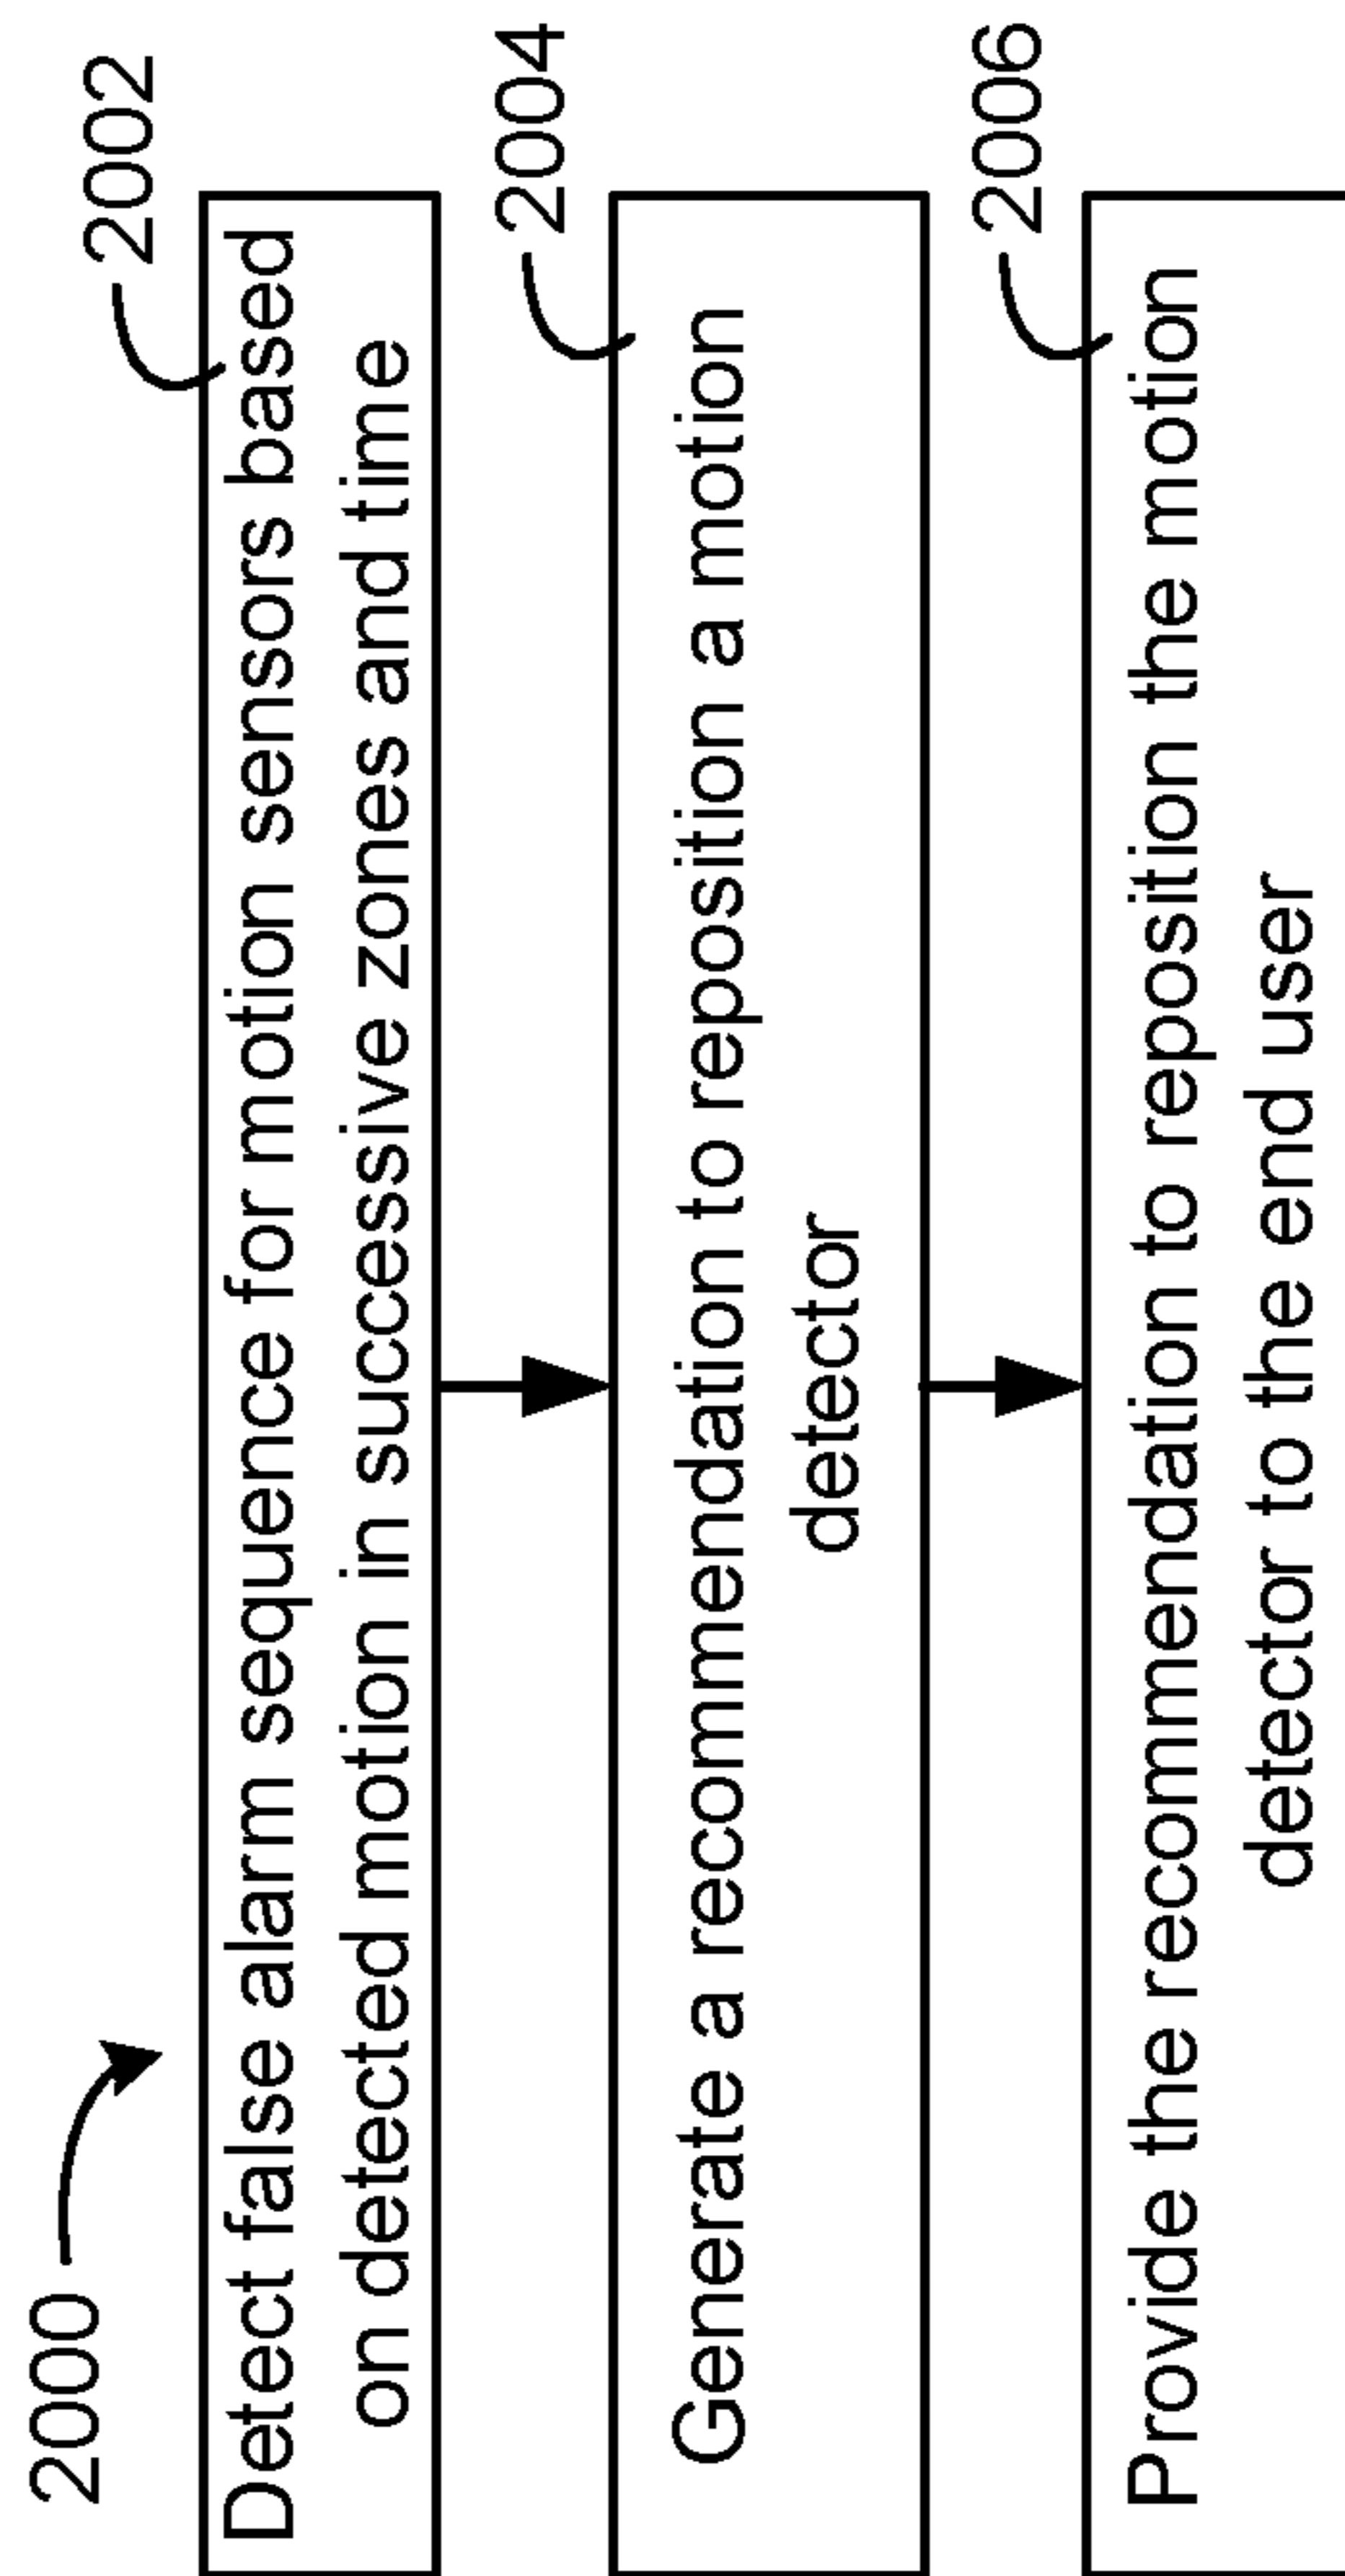 2000
2002
Detect false alarm sequence for motion sensors based
on detected motion in successive zones and time
2004
Generate a recommendation to reposition a motion
detector
2006
Provide the recommendation to reposition the motion
detector to the end user